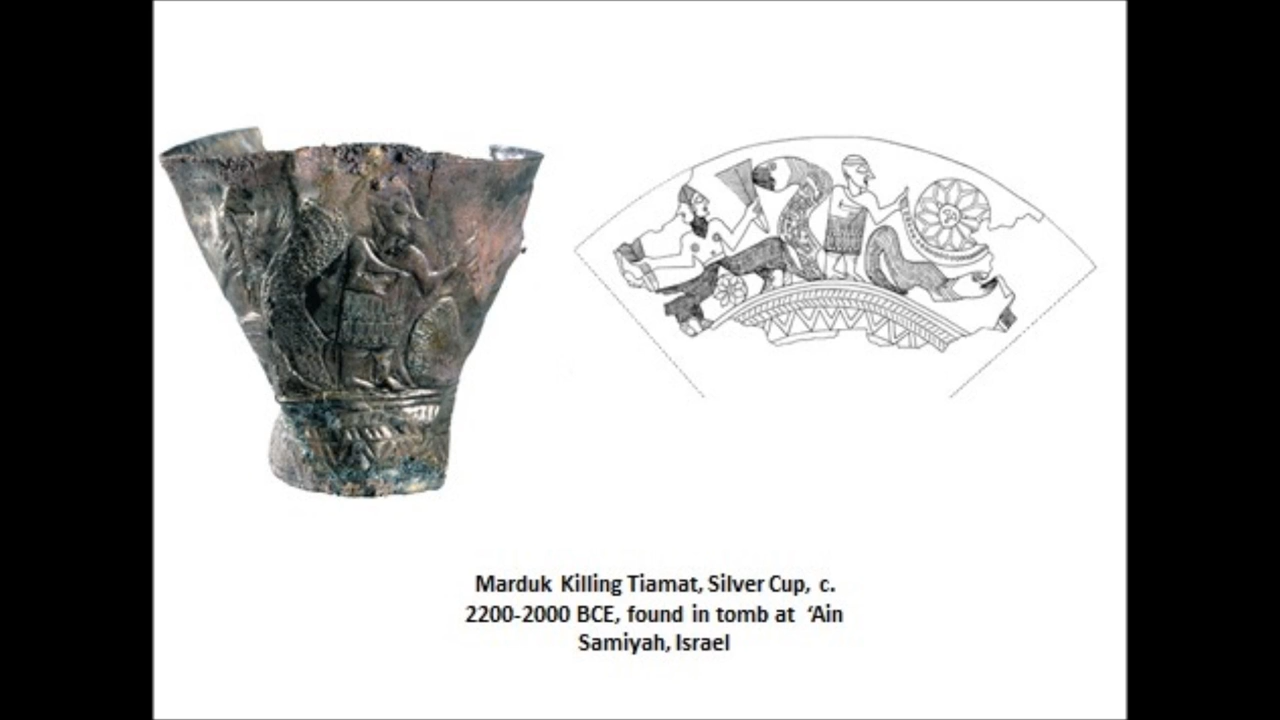 Marduk Killing Tiamat, Silver Cup, c.
2200-2000 BCE, found in tomb at ‘Ain
Samiyah, Israel